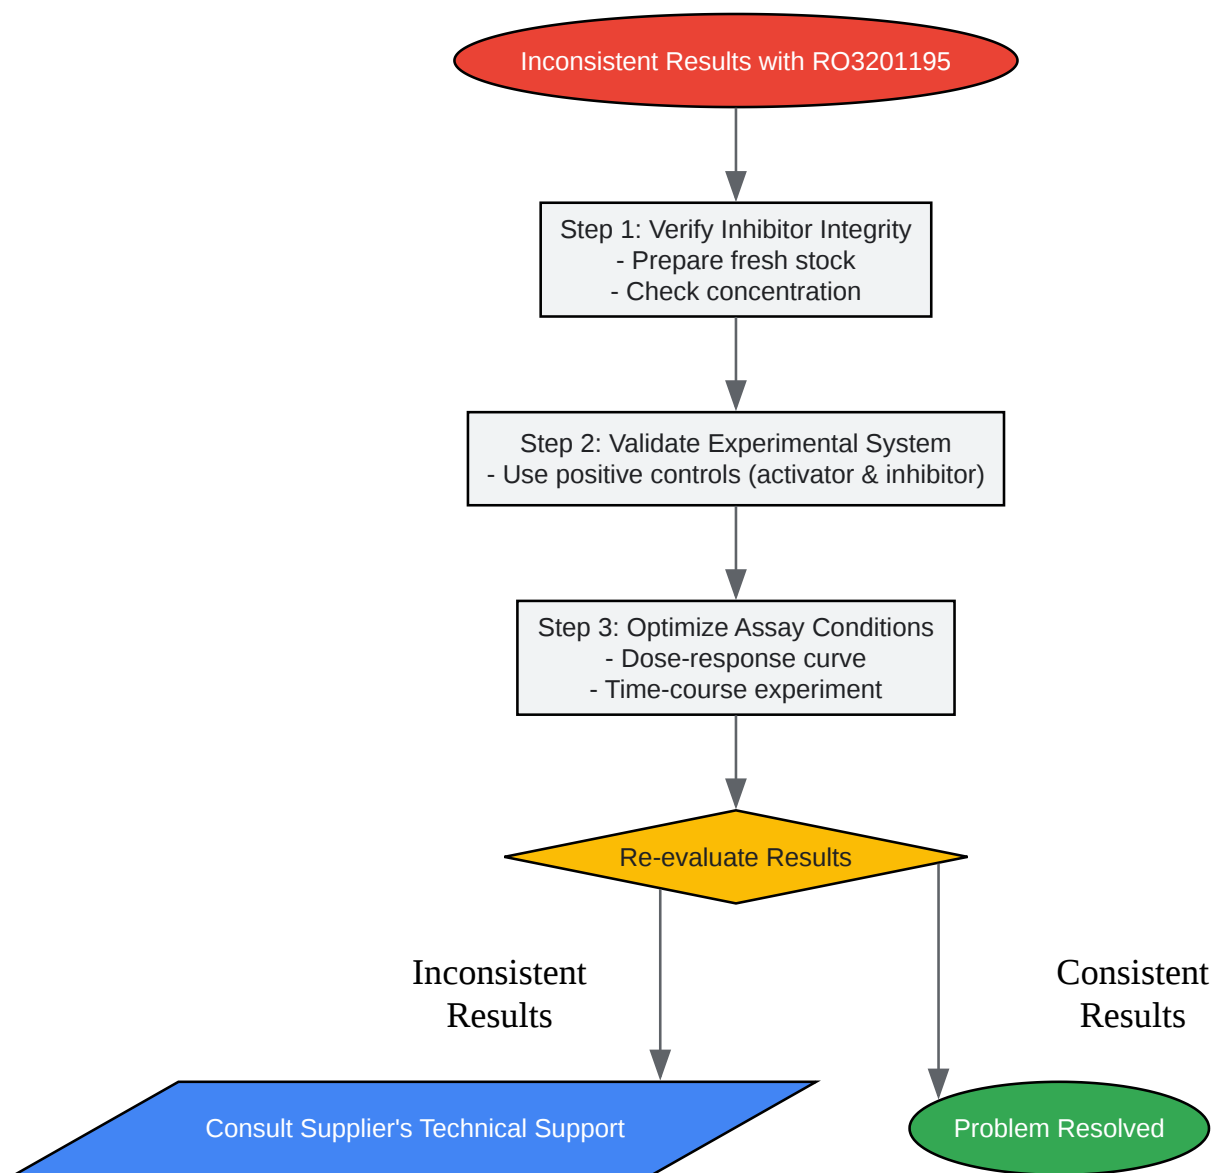 Inconsistent Results with RO3201195
Step 1: Verify Inhibitor Integrity
- Prepare fresh stock
- Check concentration
Step 2: Validate Experimental System
- Use positive controls (activator & inhibitor)
Step 3: Optimize Assay Conditions
- Dose-response curve
- Time-course experiment
Re-evaluate Results
Inconsistent
Results
Consistent
Results
Consult Supplier's Technical Support
Problem Resolved